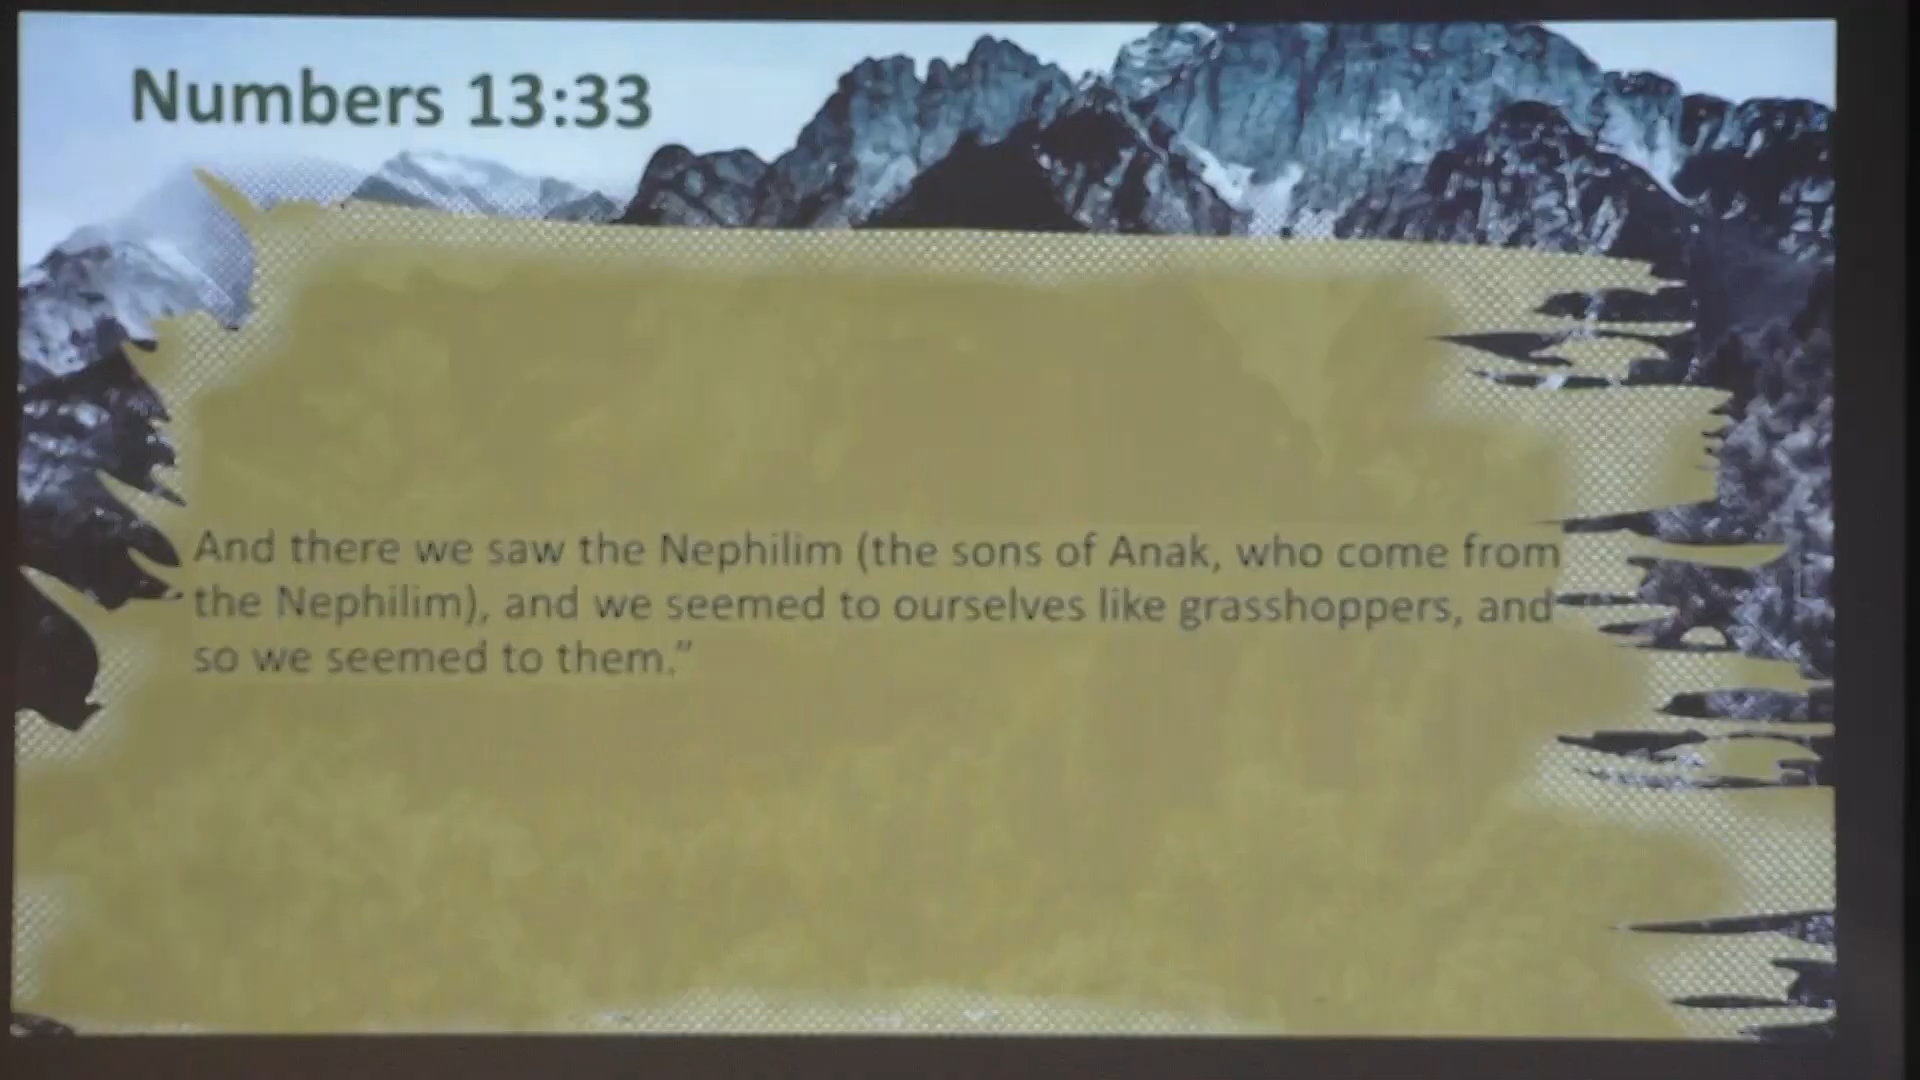 Numbers 13:33
And there we saw the Nephilim (the sons of Anak, who come from
the Nephilim), and we seemed to ourselves like grasshoppers, and
so we seemed to them.”